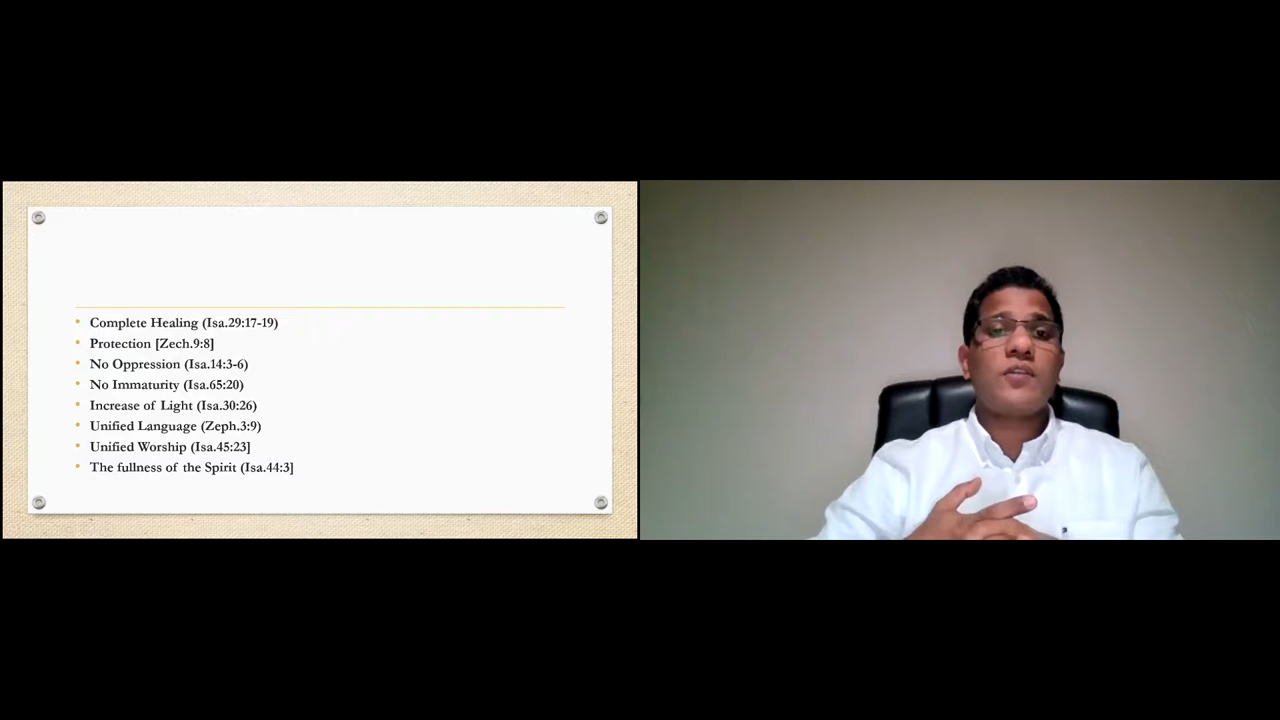 • Complete Healing (Isa.29:17-19)
• Protection [Zech.9:8]
• No Oppression (Isa.14:3-6)
• No Immaturity (Isa.65:20)
• Increase of Light (Isa.30:26)
• Unified Language (Zeph.3:9)
• Unified Worship (Isa.45:23]
• The fullness of the Spirit (Isa.44:3]